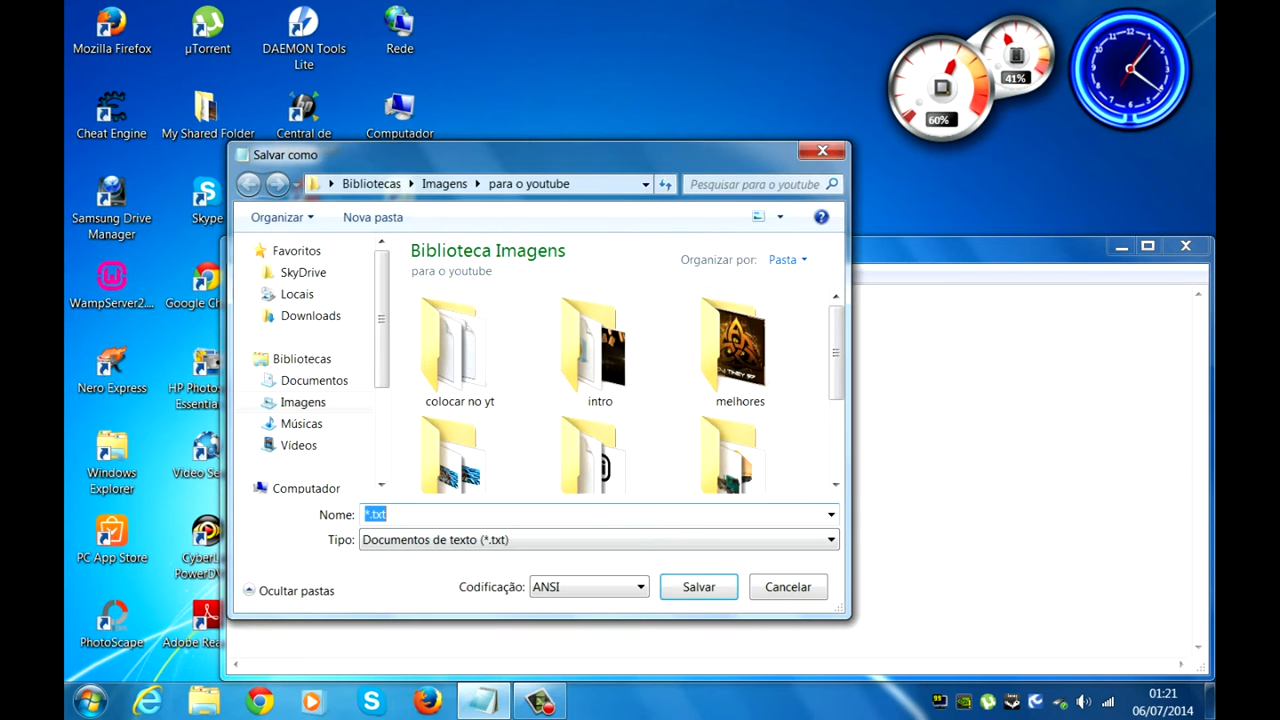 Mozilla Firefox
µTorrent
DAEMON Tools
Lite
Rede
60%
41%
Cheat Engine
My Shared Folder
Central de
Computador
Samsung Drive
Manager
Skype
WampServer2....
Google Ch
Nero Express
HP Photo
Essential
Windows
Explorer
Video Se
PC App Store
CyberL
PowerDV
PhotoScape
Adobe Rea
Salvar como
Bibliotecas
Imagens
para o youtube
Pesquisar para o youtube
Organizar
Nova pasta
Favoritos
SkyDrive
Locais
Downloads
Bibliotecas
Documentos
Imagens
Músicas
Vídeos
Computador
Biblioteca Imagens
para o youtube
Organizar por: Pasta
colocar no yt
intro
melhores
Nome: *.txt
Tipo: Documentos de texto (*.txt)
Ocultar pastas
Codificação: ANSI
Salvar
Cancelar
01:21
06/07/2014